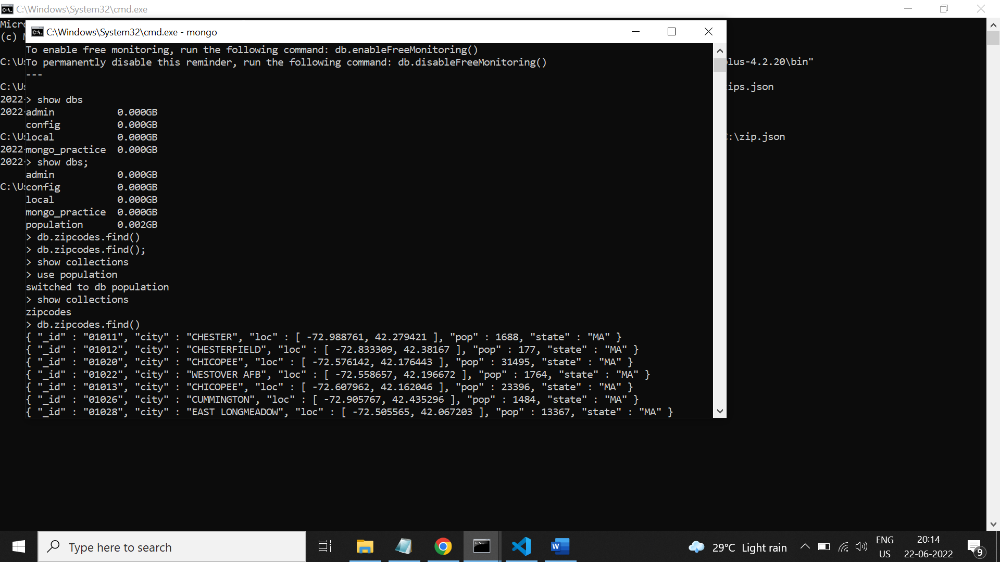 C:\Windows\System32\cmd.exe
Micro
(c) M
C:\Us
C:\Us
2022-
2022-
C:\Us
2022-
2022-
C:\Us
plus-4.2.20\bin"
zips.json
C:\zip.json
C:\Windows\System32\cmd.exe - mongo
To enable free monitoring, run the following command: db.enableFreeMonitoring()
To permanently disable this reminder, run the following command: db.disableFreeMonitoring()
---
> show dbs
admin           0.000GB
config          0.000GB
local           0.000GB
mongo_practice  0.000GB
> show dbs;
admin           0.000GB
config          0.000GB
local           0.000GB
mongo_practice  0.000GB
population      0.002GB
> db.zipcodes.find()
> db.zipcodes.find();
> show collections
> use population
switched to db population
> show collections
zipcodes
> db.zipcodes.find()
{ "_id" : "01011", "city" : "CHESTER", "loc" : [ -72.988761, 42.279421 ], "pop" : 1688, "state" : "MA" }
{ "_id" : "01012", "city" : "CHESTERFIELD", "loc" : [ -72.833309, 42.38167 ], "pop" : 177, "state" : "MA" }
{ "_id" : "01020", "city" : "CHICOPEE", "loc" : [ -72.576142, 42.176443 ], "pop" : 31495, "state" : "MA" }
{ "_id" : "01022", "city" : "WESTOVER AFB", "loc" : [ -72.558657, 42.196672 ], "pop" : 1764, "state" : "MA" }
{ "_id" : "01013", "city" : "CHICOPEE", "loc" : [ -72.607962, 42.162046 ], "pop" : 23396, "state" : "MA" }
{ "_id" : "01026", "city" : "CUMMINGTON", "loc" : [ -72.905767, 42.435296 ], "pop" : 1484, "state" : "MA" }
{ "_id" : "01028", "city" : "EAST LONGMEADOW", "loc" : [ -72.505565, 42.067203 ], "pop" : 13367, "state" : "MA" }
Type here to search
29°C Light rain
ENG
US
20:14
22-06-2022
9